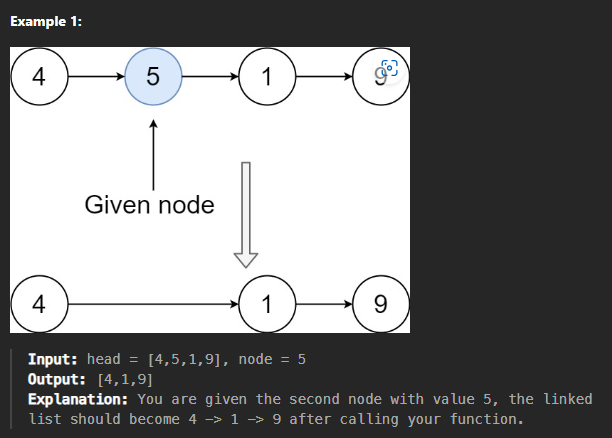 Example 1:
4 5 1 9
Given node
4 1 9
Input: head = [4,5,1,9], node = 5
Output: [4,1,9]
Explanation: You are given the second node with value 5, the linked
list should become 4 -> 1 -> 9 after calling your function.